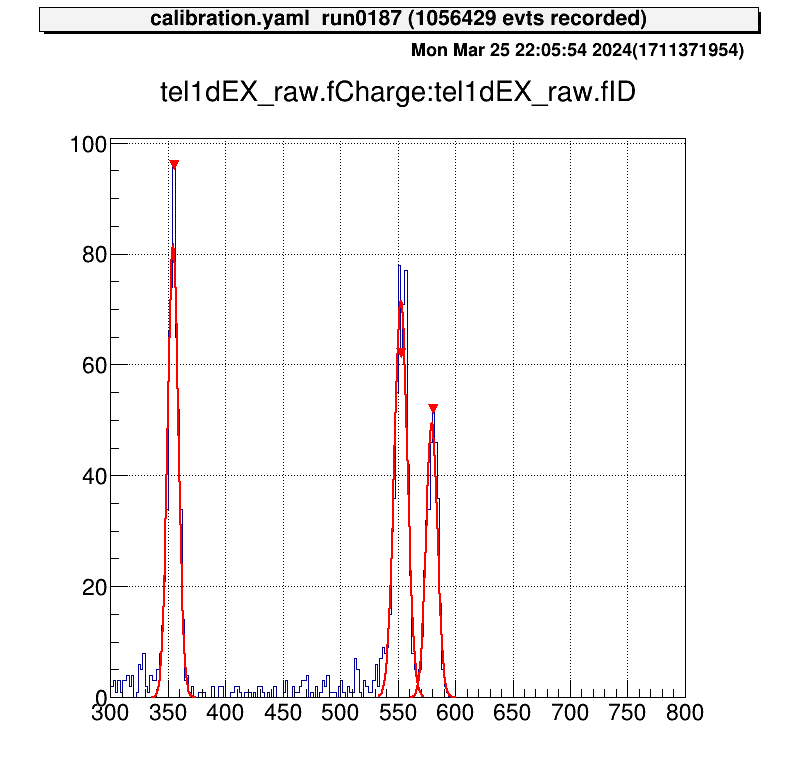 calibration.yaml  run0187 (1056429 evts recorded)
Mon Mar 25 22:05:54 2024(1711371954)
tel1dEX_raw.fCharge:tel1dEX_raw.fID
100
80
60
40
20
0
300 350 400 450 500 550 600 650 700 750 800